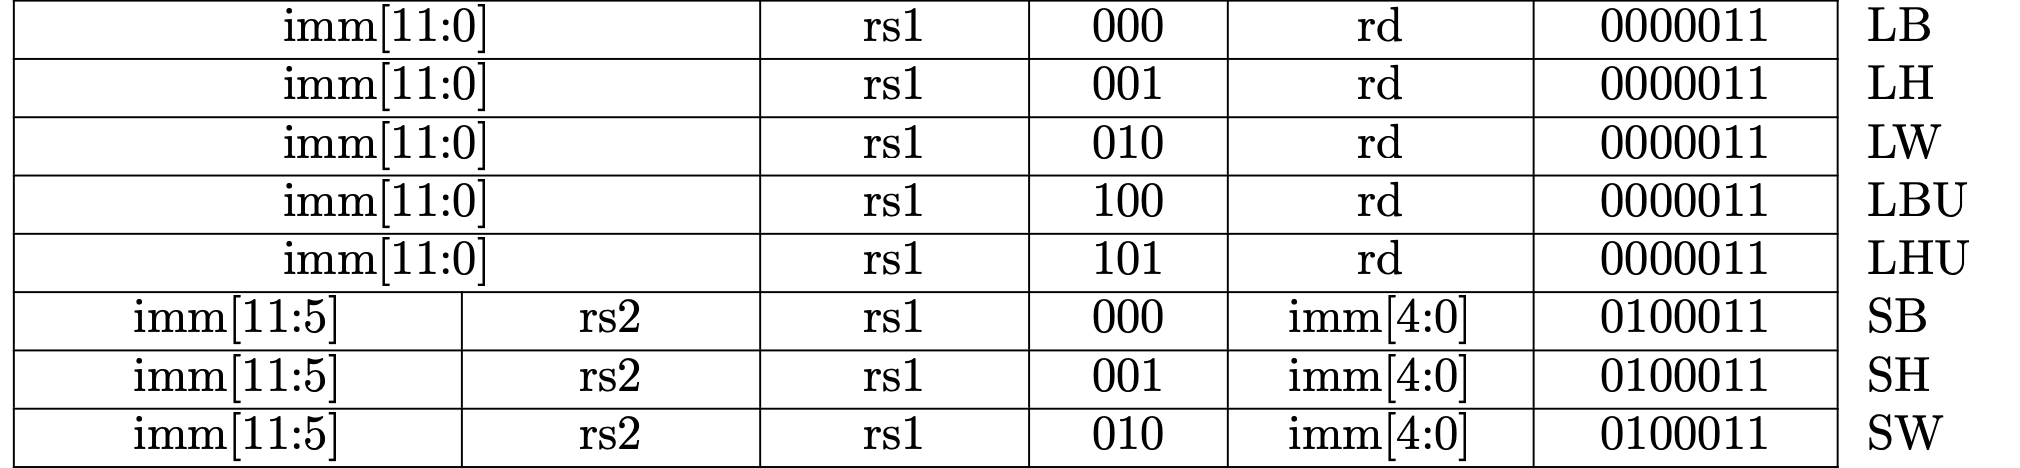 imm[11:0] rs1 000 rd 0000011 LB
imm[11:0] rs1 001 rd 0000011 LH
imm[11:0] rs1 010 rd 0000011 LW
imm[11:0] rs1 100 rd 0000011 LBU
imm[11:0] rs1 101 rd 0000011 LHU
imm[11:5] rs2 rs1 000 imm[4:0] 0100011 SB
imm[11:5] rs2 rs1 001 imm[4:0] 0100011 SH
imm[11:5] rs2 rs1 010 imm[4:0] 0100011 SW